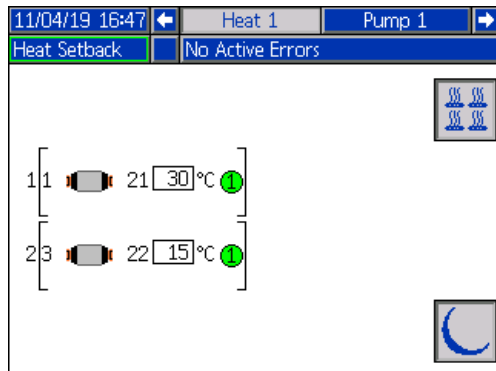 11/04/19 16:47 Heat 1 Pump 1
Heat Setback No Active Errors
1 1 21 30 °C 1
2 3 22 15 °C 1